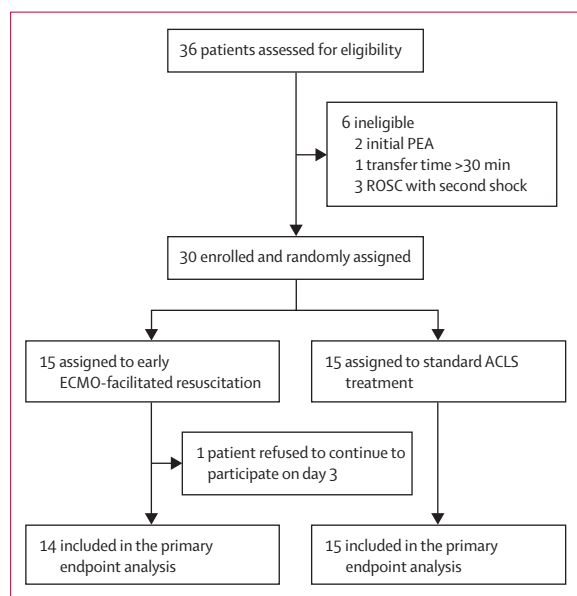 36 patients assessed for eligibility
6 ineligible
2 initial PEA
1 transfer time >30 min
3 ROSC with second shock
30 enrolled and randomly assigned
15 assigned to early
ECMO-facilitated resuscitation
15 assigned to standard ACLS
treatment
1 patient refused to continue to
participate on day 3
14 included in the primary
endpoint analysis
15 included in the primary
endpoint analysis